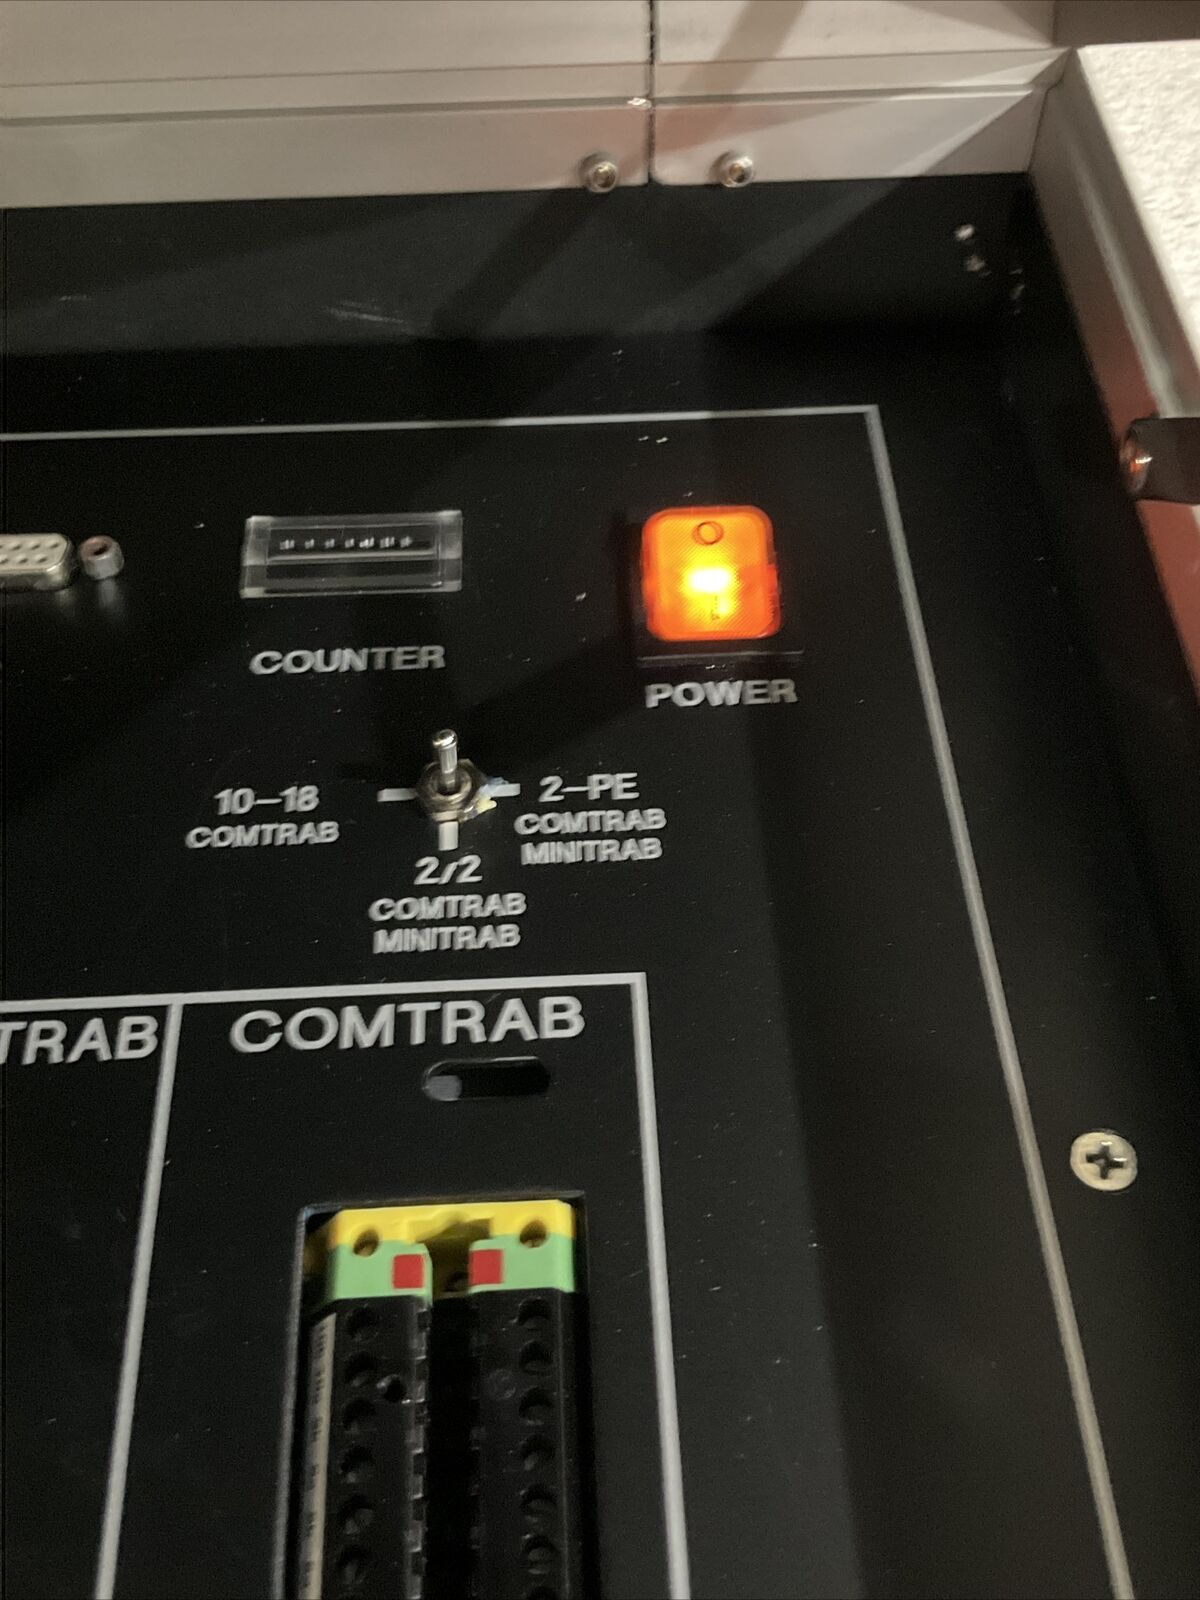 COUNTER
POWER
10-18
COMTRAB
2-PE
COMTRAB
MINITRAB
2/2
COMTRAB
MINITRAB
TRAB
COMTRAB